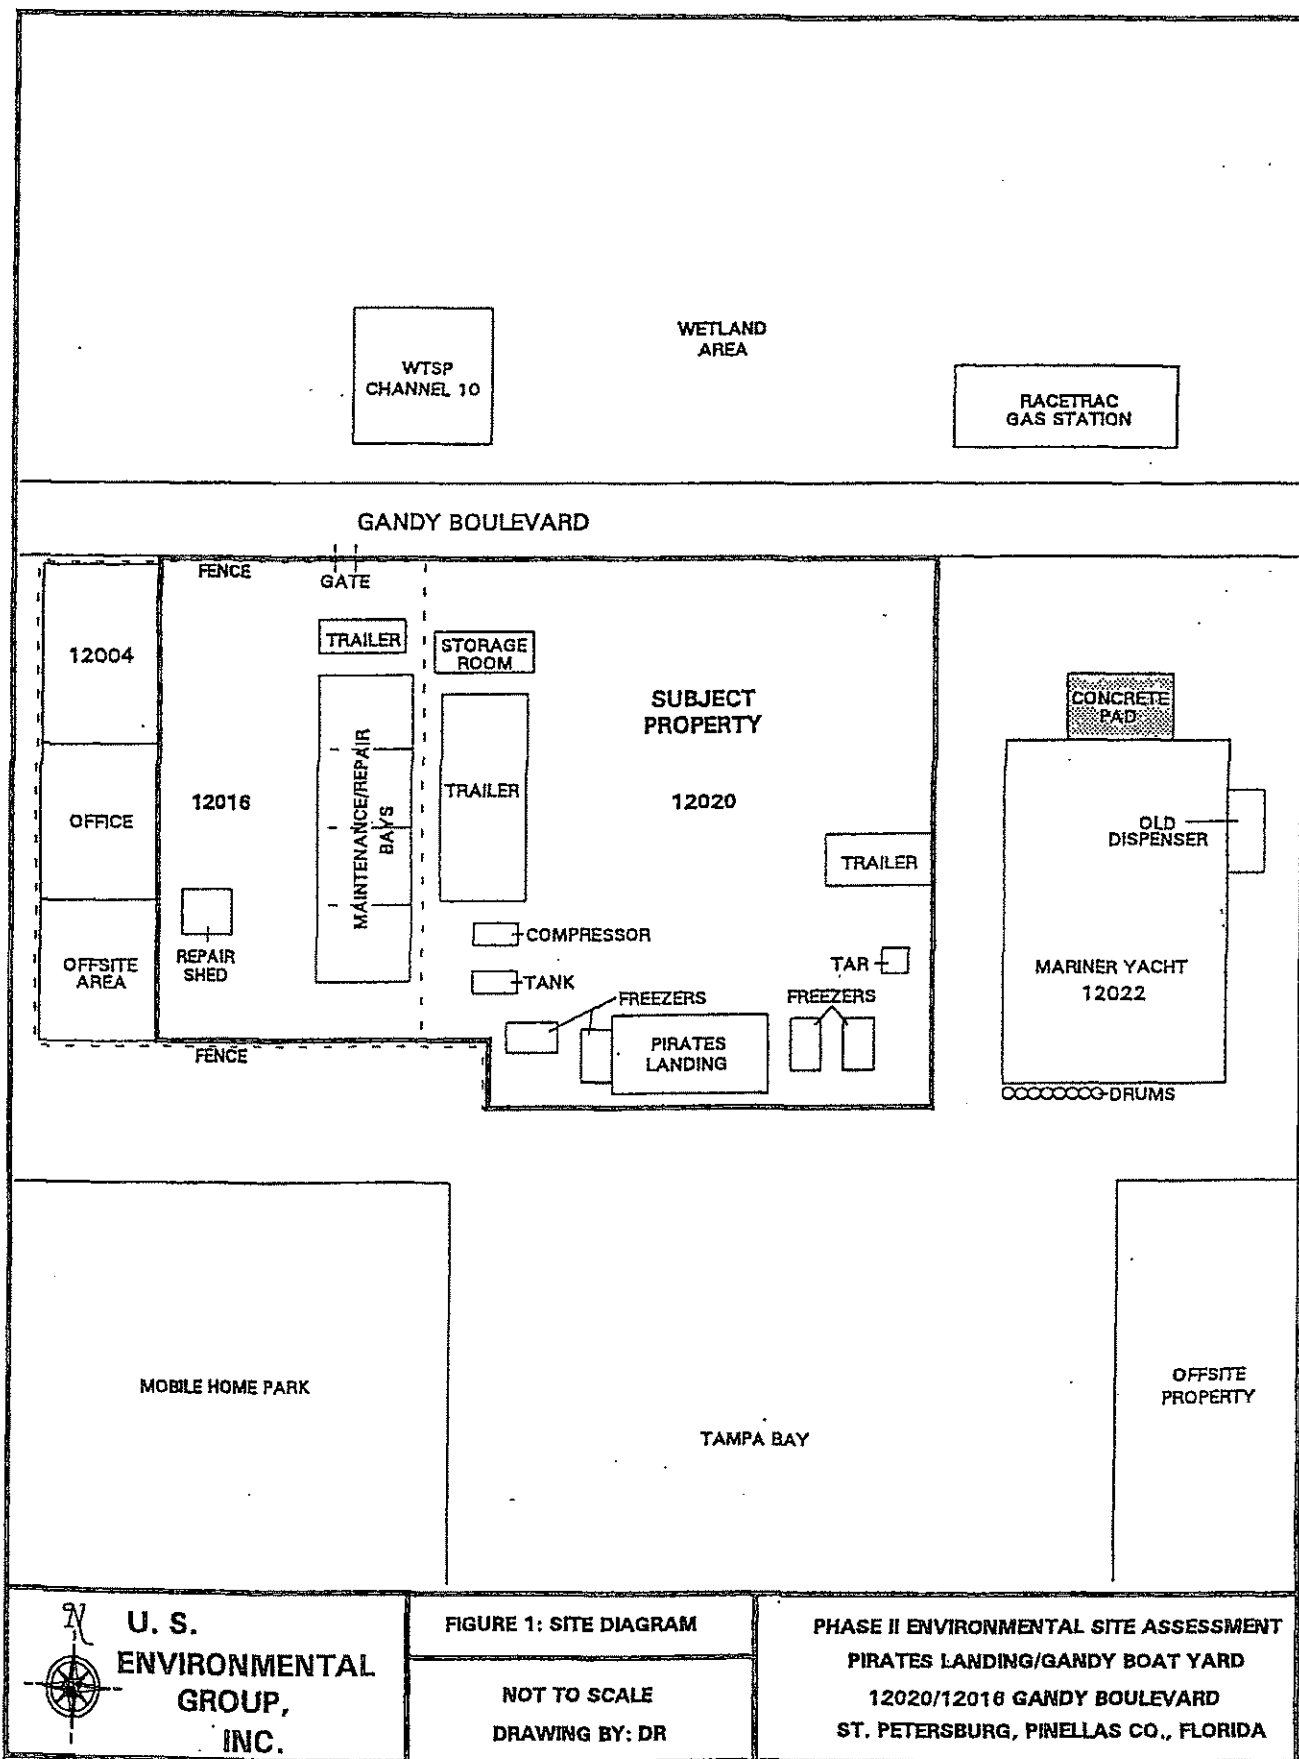 WETLAND
AREA
WTSP
CHANNEL 10
RACETRAC
GAS STATION
GANDY BOULEVARD
FENCE
GATE
12004
TRAILER
STORAGE
ROOM
SUBJECT
PROPERTY
CONCRETE
PAD
OFFICE
12016
MAINTENANCE/REPAIR
BAYS
TRAILER
12020
OLD
DISPENSER
TRAILER
REPAIR
SHED
OFFSITE
AREA
COMPRESSOR
TANK
TAR
MARINER YACHT
12022
FREEZERS
FREEZERS
PIRATES
LANDING
FENCE
DRUMS
MOBILE HOME PARK
TAMPA BAY
OFFSITE
PROPERTY
N
U. S.
ENVIRONMENTAL
GROUP,
INC.
FIGURE 1: SITE DIAGRAM
NOT TO SCALE
DRAWING BY: DR
PHASE II ENVIRONMENTAL SITE ASSESSMENT
PIRATES LANDING/GANDY BOAT YARD
12020/12016 GANDY BOULEVARD
ST. PETERSBURG, PINELLAS CO., FLORIDA